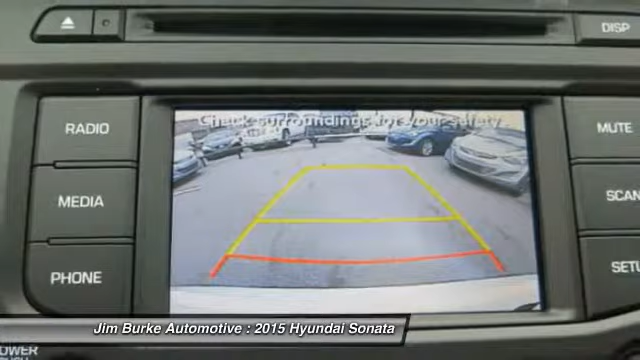 DISP
Check surroundings for your safety
RADIO
MUTE
MEDIA
SCAN
PHONE
SETU
Jim Burke Automotive : 2015 Hyundai Sonata
OWER